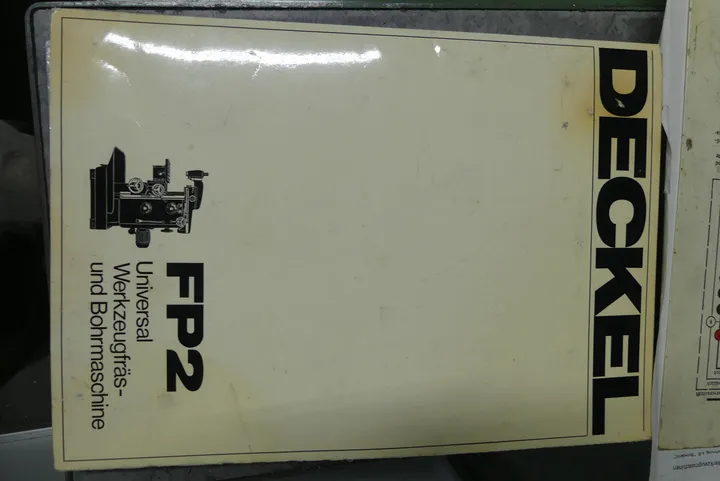 DECKEL
FP2
Universal
Werkzeugfräs-
und Bohrmaschine